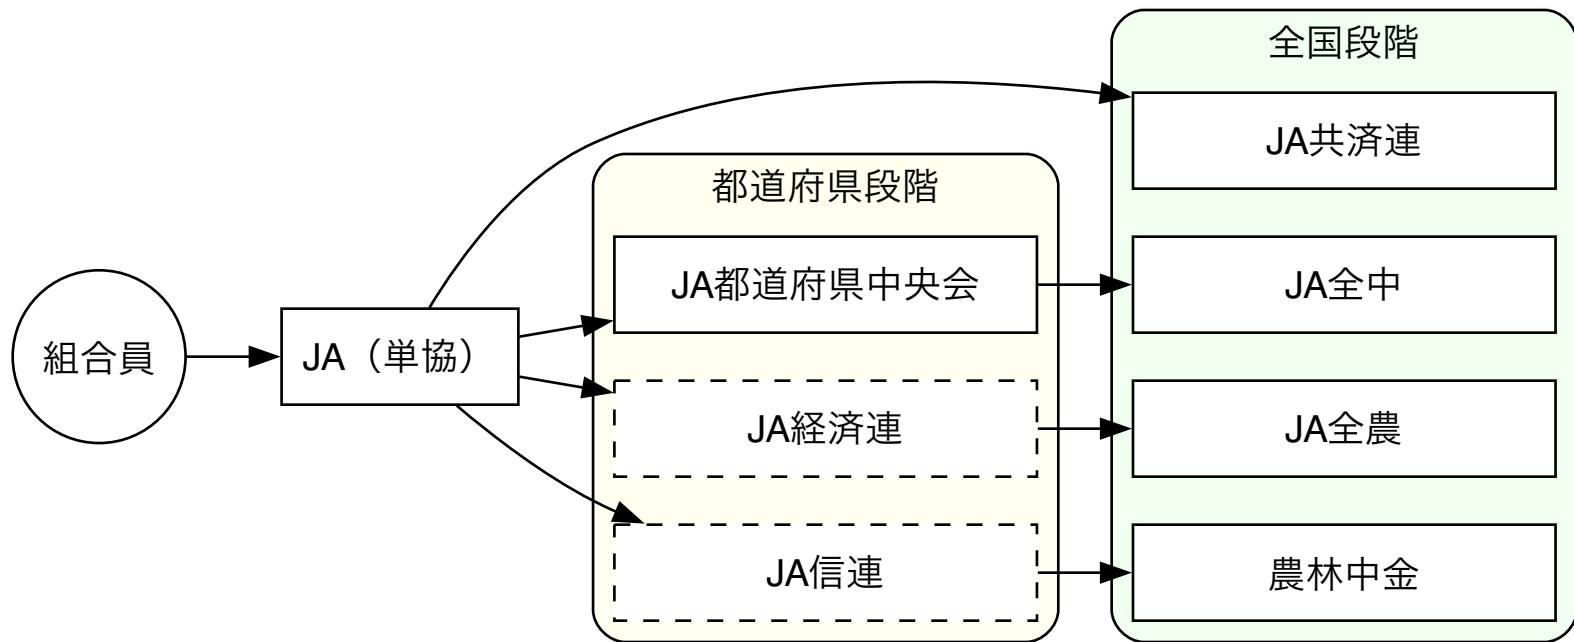 組合員
JA（単協）
都道府県段階
JA都道府県中央会
JA経済連
JA信連
全国段階
JA共済連
JA全中
JA全農
農林中金